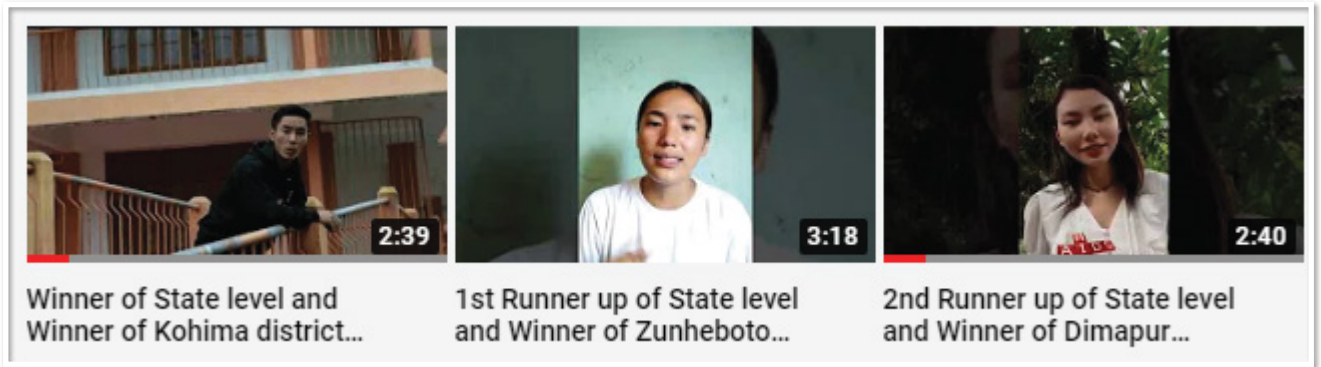 2:39
3:18
2:40
Winner of State level and
Winner of Kohima district...
1st Runner up of State level
and Winner of Zunheboto...
2nd Runner up of State level
and Winner of Dimapur...